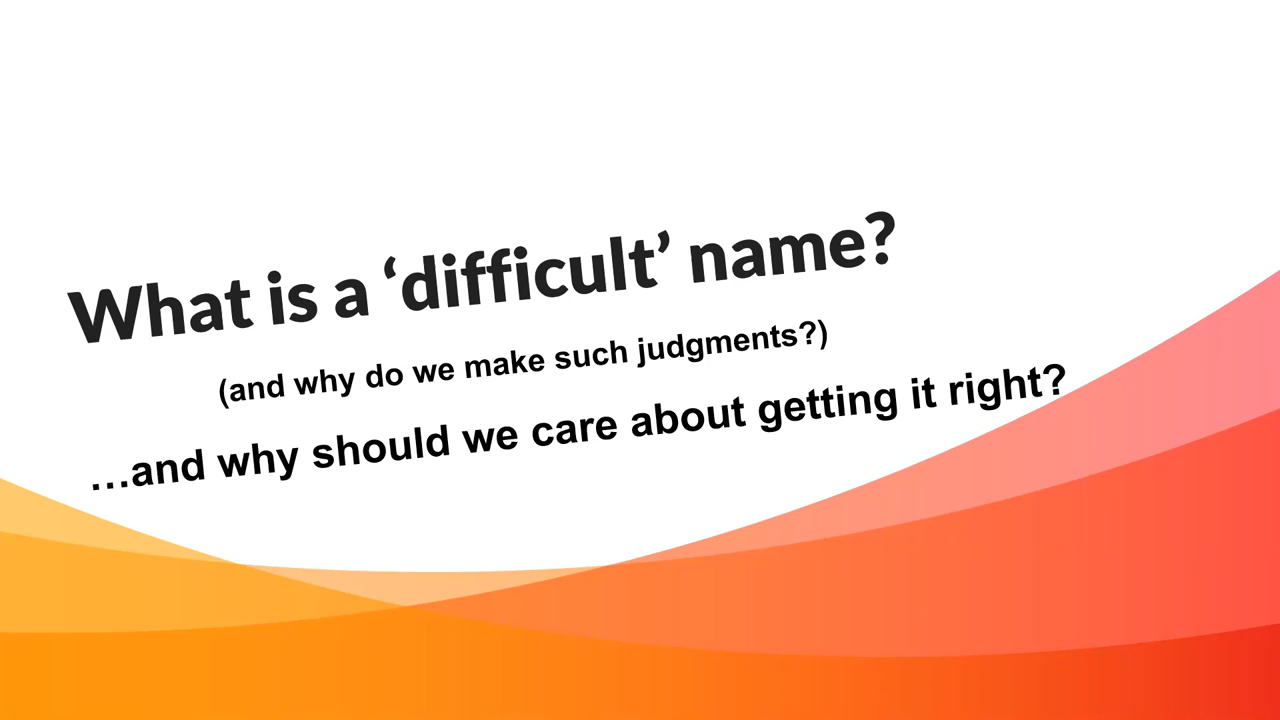 What is a ‘difficult’ name?
(and why do we make such judgments?)
…and why should we care about getting it right?